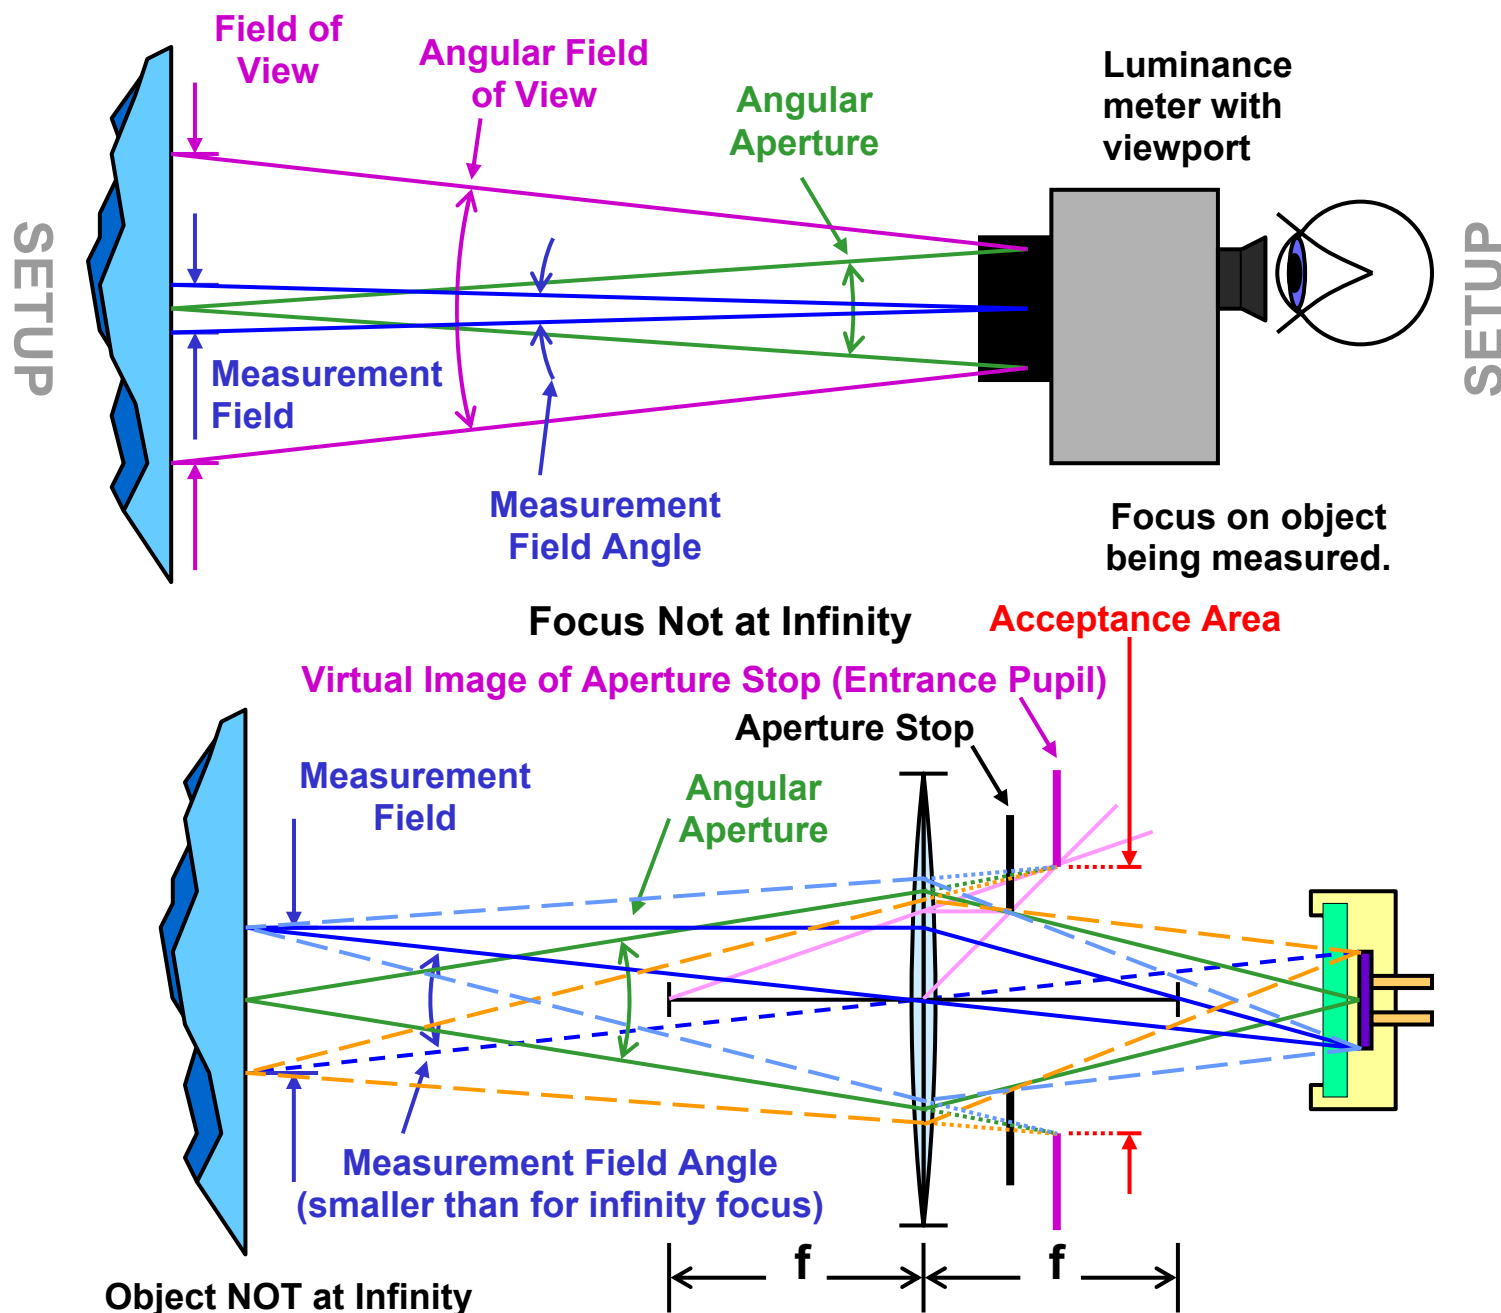 Field of
View
Angular Field
of View
Angular
Aperture
Luminance
meter with
viewport
SETUP
SETUP
Measurement
Field
Measurement
Field Angle
Focus on object
being measured.
Focus Not at Infinity
Acceptance Area
Virtual Image of Aperture Stop (Entrance Pupil)
Aperture Stop
Measurement
Field
Angular
Aperture
Measurement Field Angle
(smaller than for infinity focus)
f
f
Object NOT at Infinity